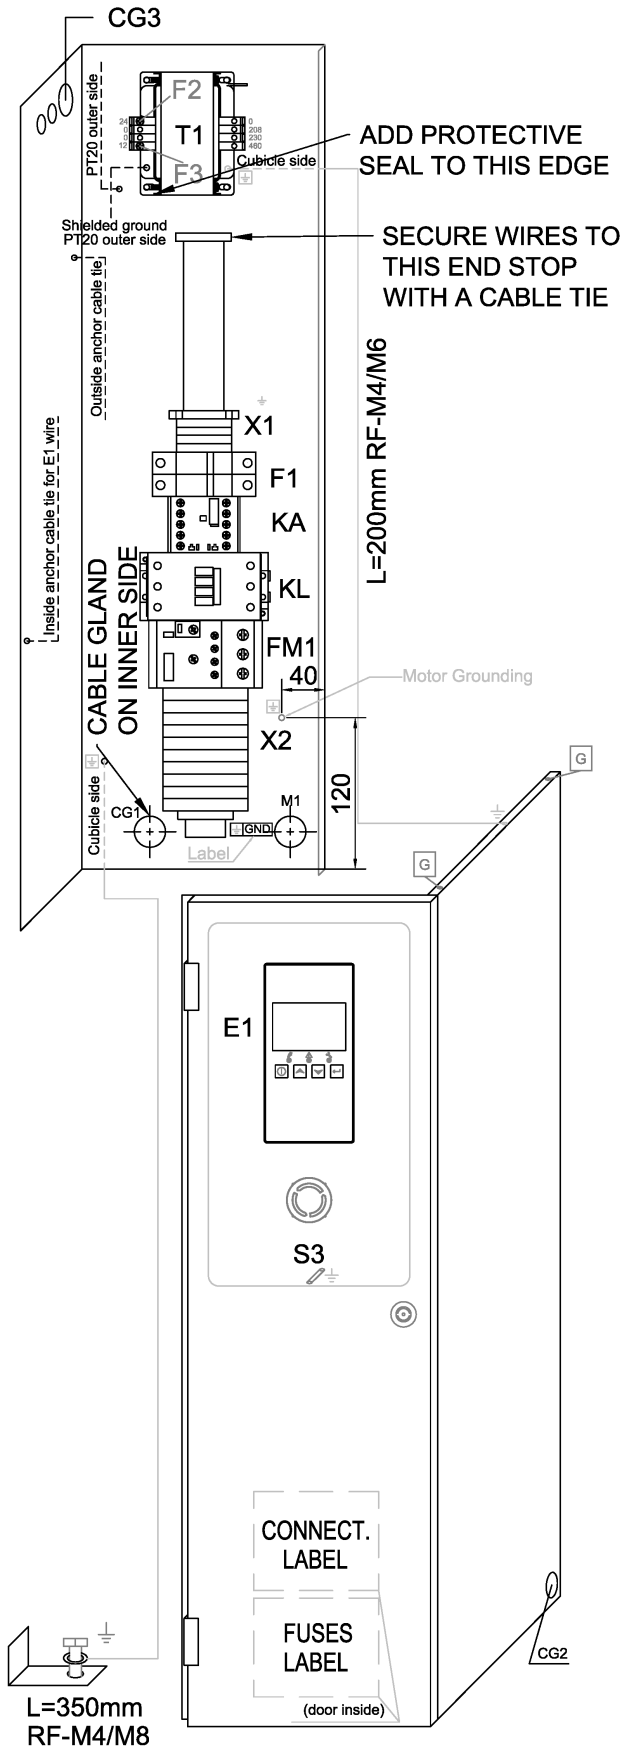 CG3
PT20 outer side
F2
24
0
0
12
T1
0
208
230
460
F3
Cubicle side
ADD PROTECTIVE
SEAL TO THIS EDGE
Shielded ground
PT20 outer side
SECURE WIRES TO
THIS END STOP
WITH A CABLE TIE
Outside anchor cable tie
L=200mm RF-M4/M6
X1
F1
Inside anchor cable tie for E1 wire
KA
KL
CABLE GLAND
ON INNER SIDE
FM1
40
Motor Grounding
X2
120
G
Cubicle side
CG1
M1
GND
Label
G
E1
S3
CONNECT.
LABEL
FUSES
LABEL
(door inside)
CG2
L=350mm
RF-M4/M8